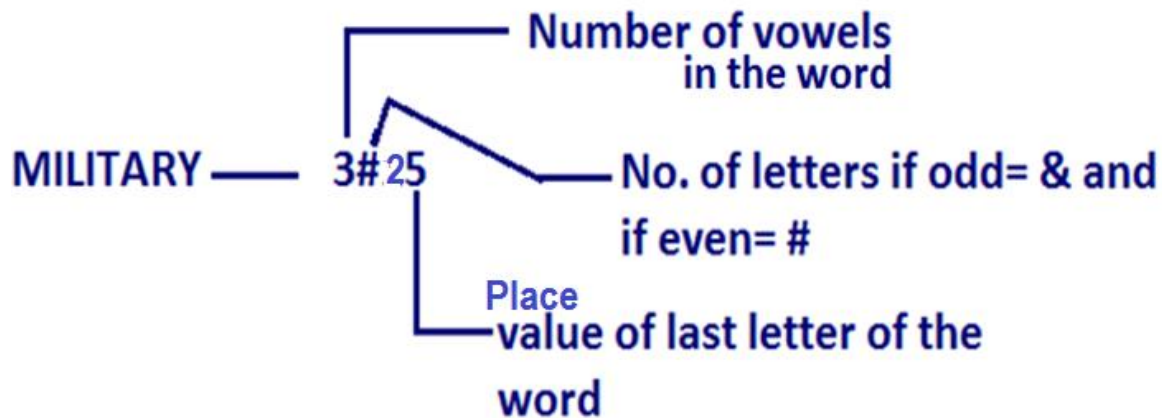 Number of vowels
in the word
MILITARY 3#25
No. of letters if odd= & and
if even= #
Place
value of last letter of the
word